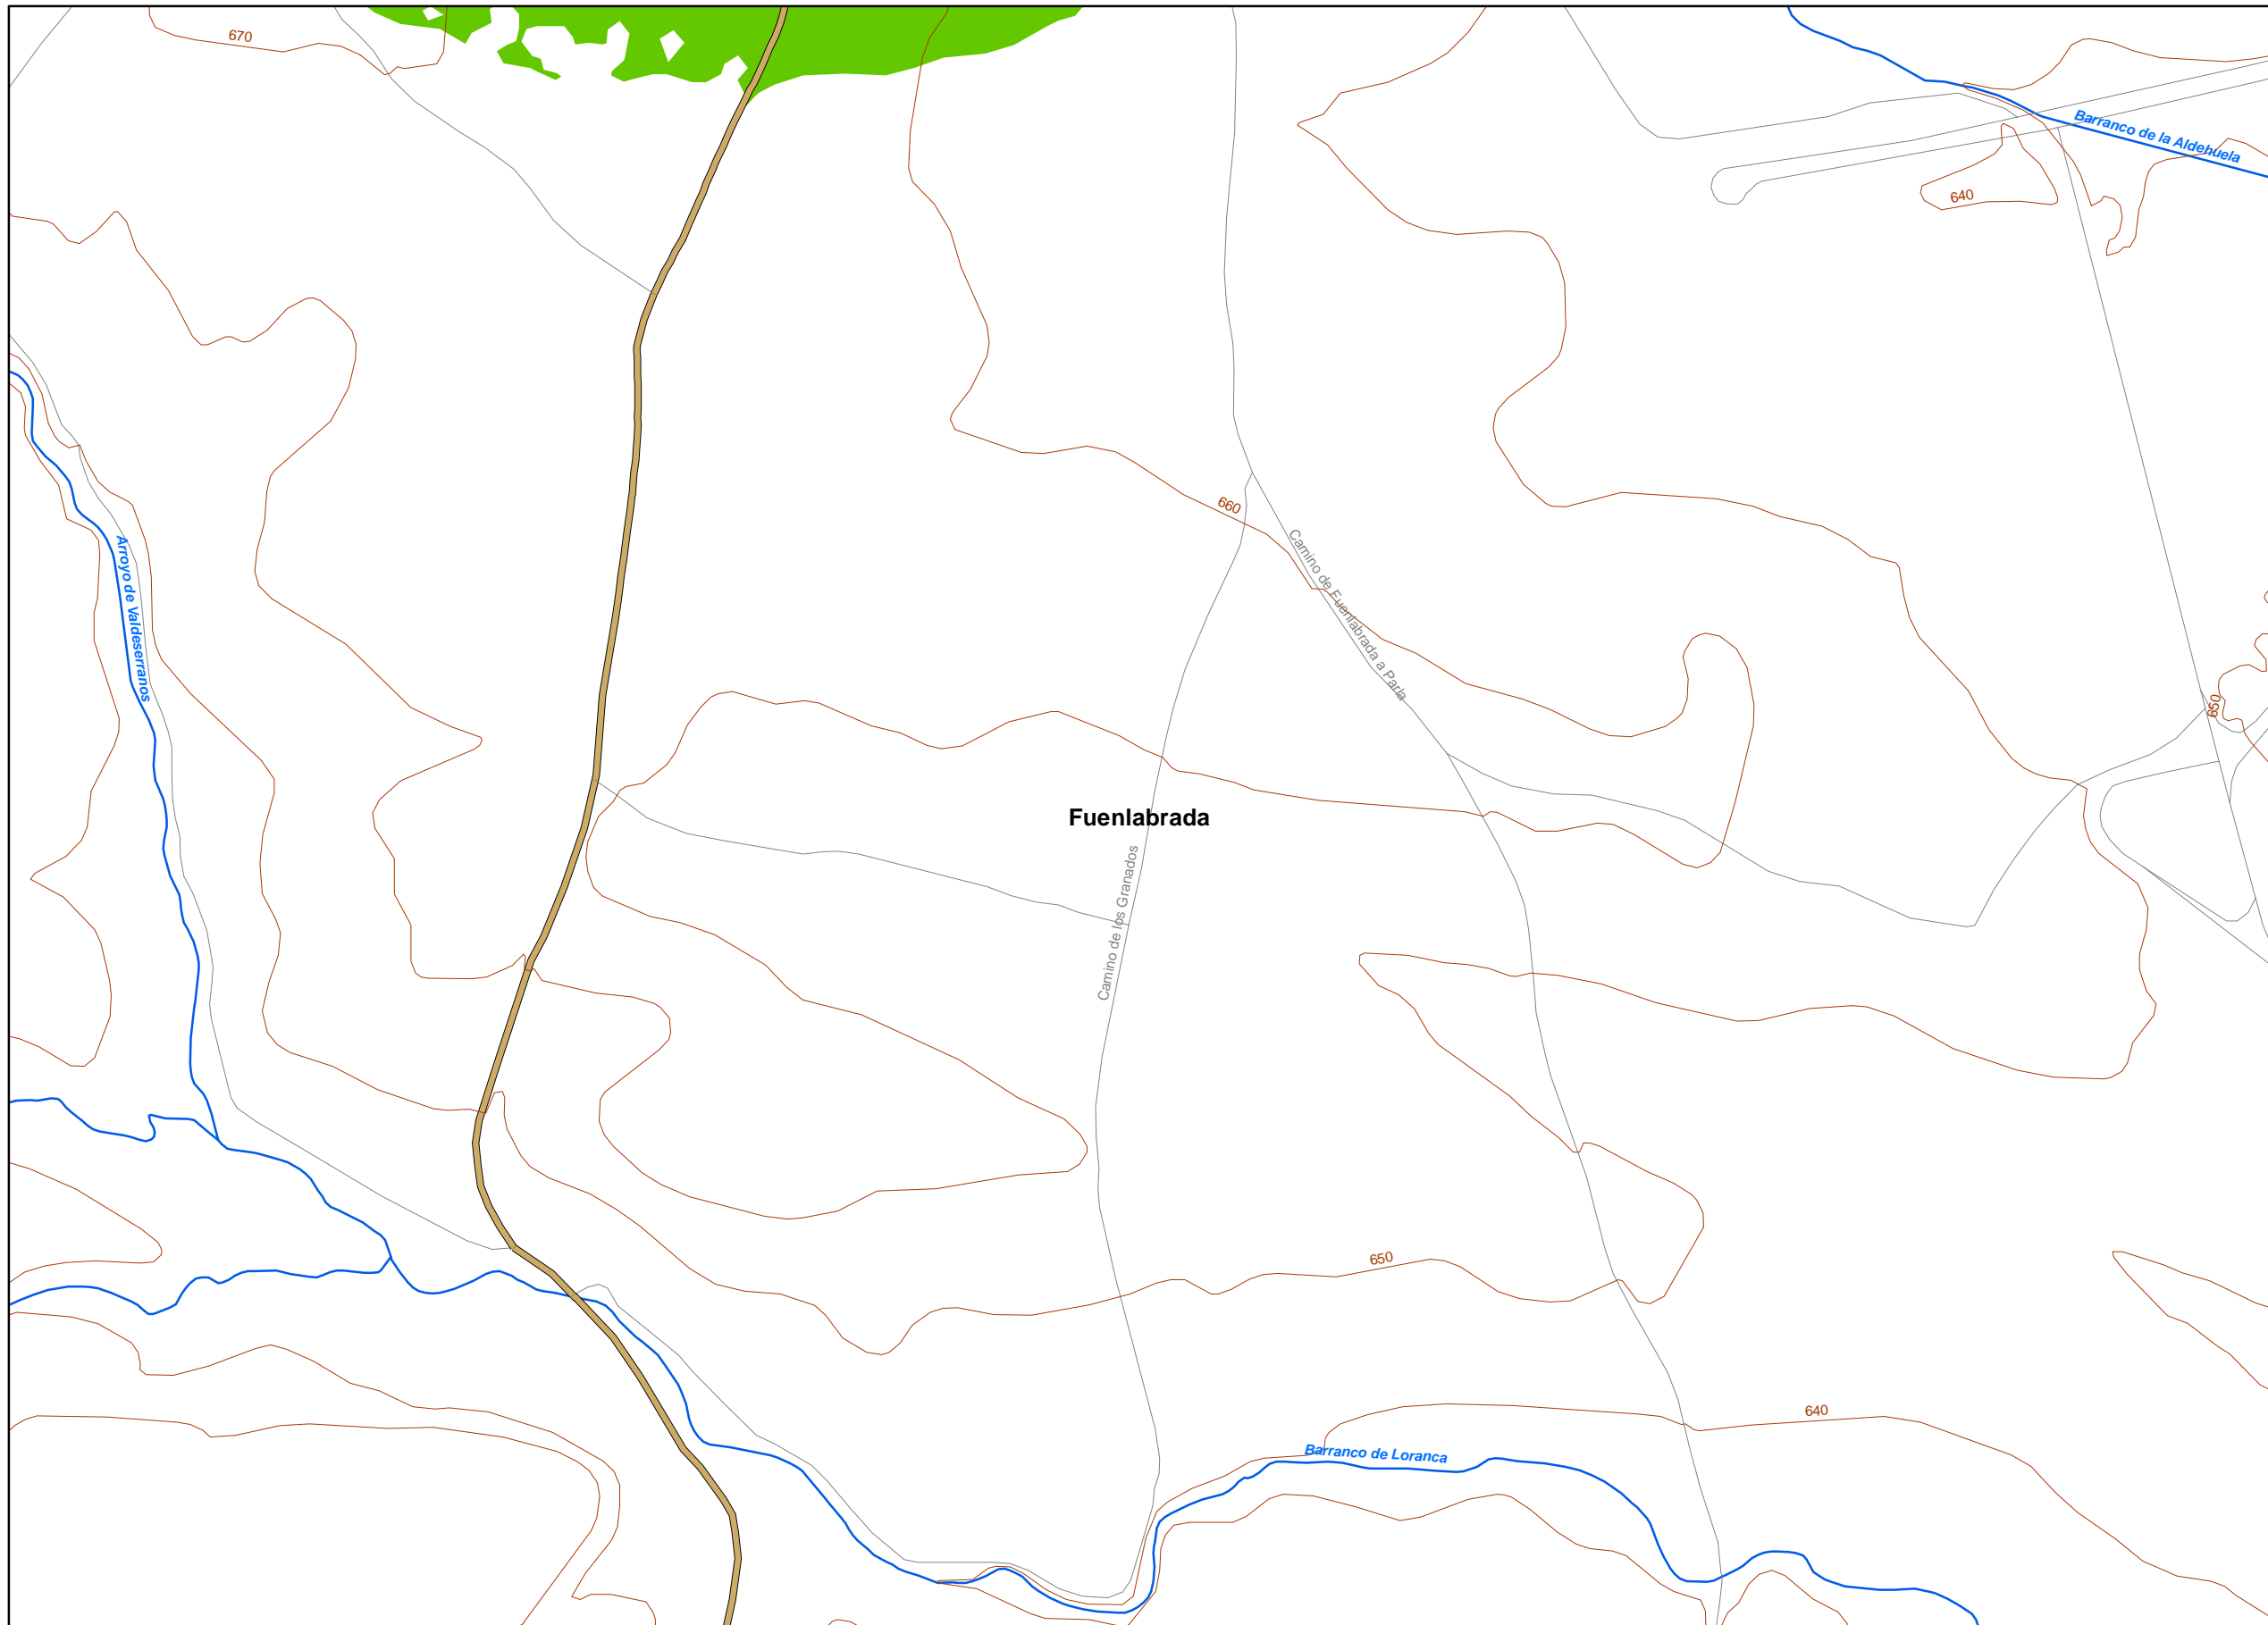 670
Barranco de la Aldehuela
640
660
Camino de Fuenlabrada a Parla
Arroyo de Valdeserranos
650
Fuenlabrada
Camino de los Granados
650
640
Barranco de Loranca